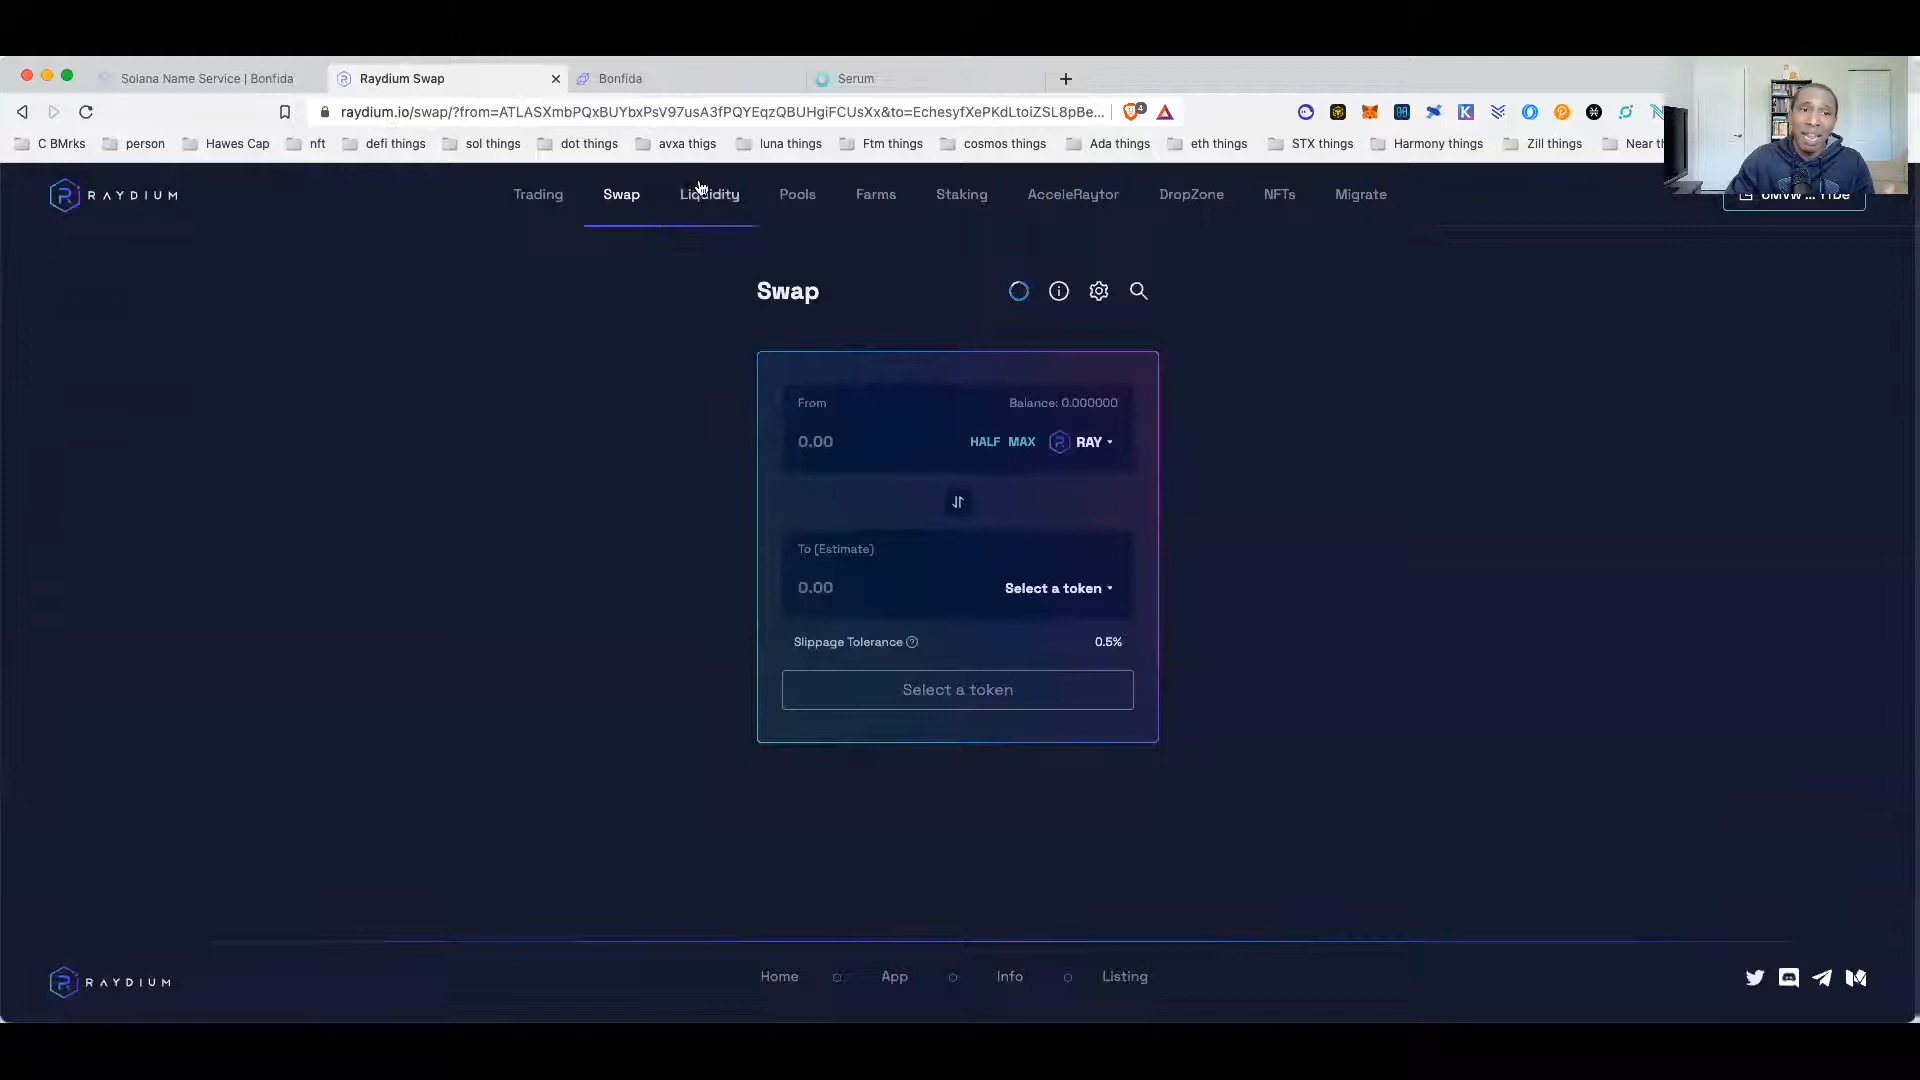 Solana Name Service | Bonfida
Raydium Swap
Bonfida
Serum
raydium.io/swap/?from=ATLASXmbPQxBUYbxPsV97usA3fPQYEqzQBUHgiFCUsXx&to=EchesyfXePKdLtoiZSL8pBe...
4
C BMrks
person
Hawes Cap
nft
defi things
sol things
dot things
avxa thigs
luna things
Ftm things
cosmos things
Ada things
eth things
STX things
Harmony things
Zill things
RAYDIUM
Trading
Swap
Liquidity
Pools
Farms
Staking
AcceleRaytor
DropZone
NFTs
Migrate
Swap
From
Balance: 0.000000
0.00
HALF MAX
RAY
To (Estimate)
0.00
Select a token
Slippage Tolerance
0.5%
Select a token
RAYDIUM
Home
App
Info
Listing